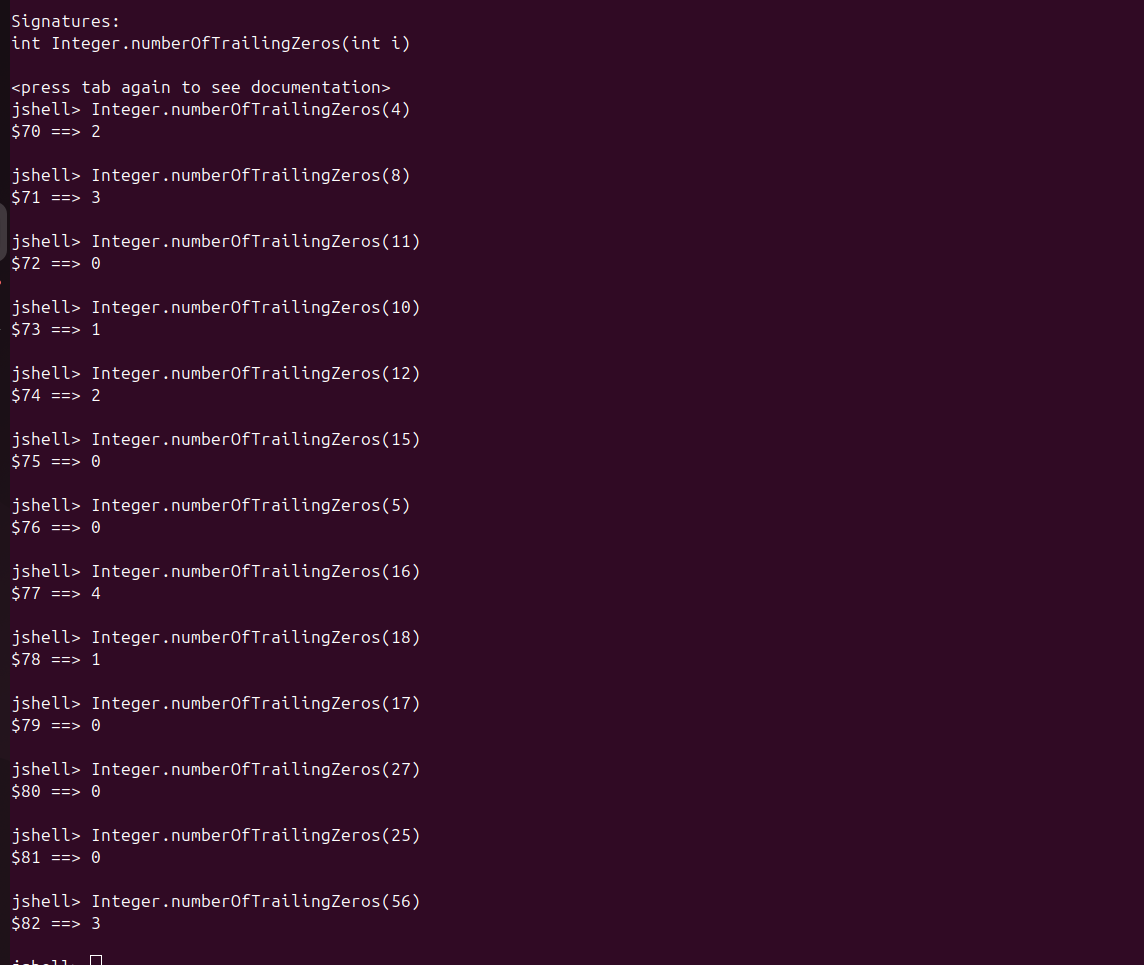 Signatures:
int Integer.numberOfTrailingZeros(int i)
<press tab again to see documentation>
jshell> Integer.numberOfTrailingZeros(4)
$70 ==> 2
jshell> Integer.numberOfTrailingZeros(8)
$71 ==> 3
jshell> Integer.numberOfTrailingZeros(11)
$72 ==> 0
jshell> Integer.numberOfTrailingZeros(10)
$73 ==> 1
jshell> Integer.numberOfTrailingZeros(12)
$74 ==> 2
jshell> Integer.numberOfTrailingZeros(15)
$75 ==> 0
jshell> Integer.numberOfTrailingZeros(5)
$76 ==> 0
jshell> Integer.numberOfTrailingZeros(16)
$77 ==> 4
jshell> Integer.numberOfTrailingZeros(18)
$78 ==> 1
jshell> Integer.numberOfTrailingZeros(17)
$79 ==> 0
jshell> Integer.numberOfTrailingZeros(27)
$80 ==> 0
jshell> Integer.numberOfTrailingZeros(25)
$81 ==> 0
jshell> Integer.numberOfTrailingZeros(56)
$82 ==> 3
jshell>